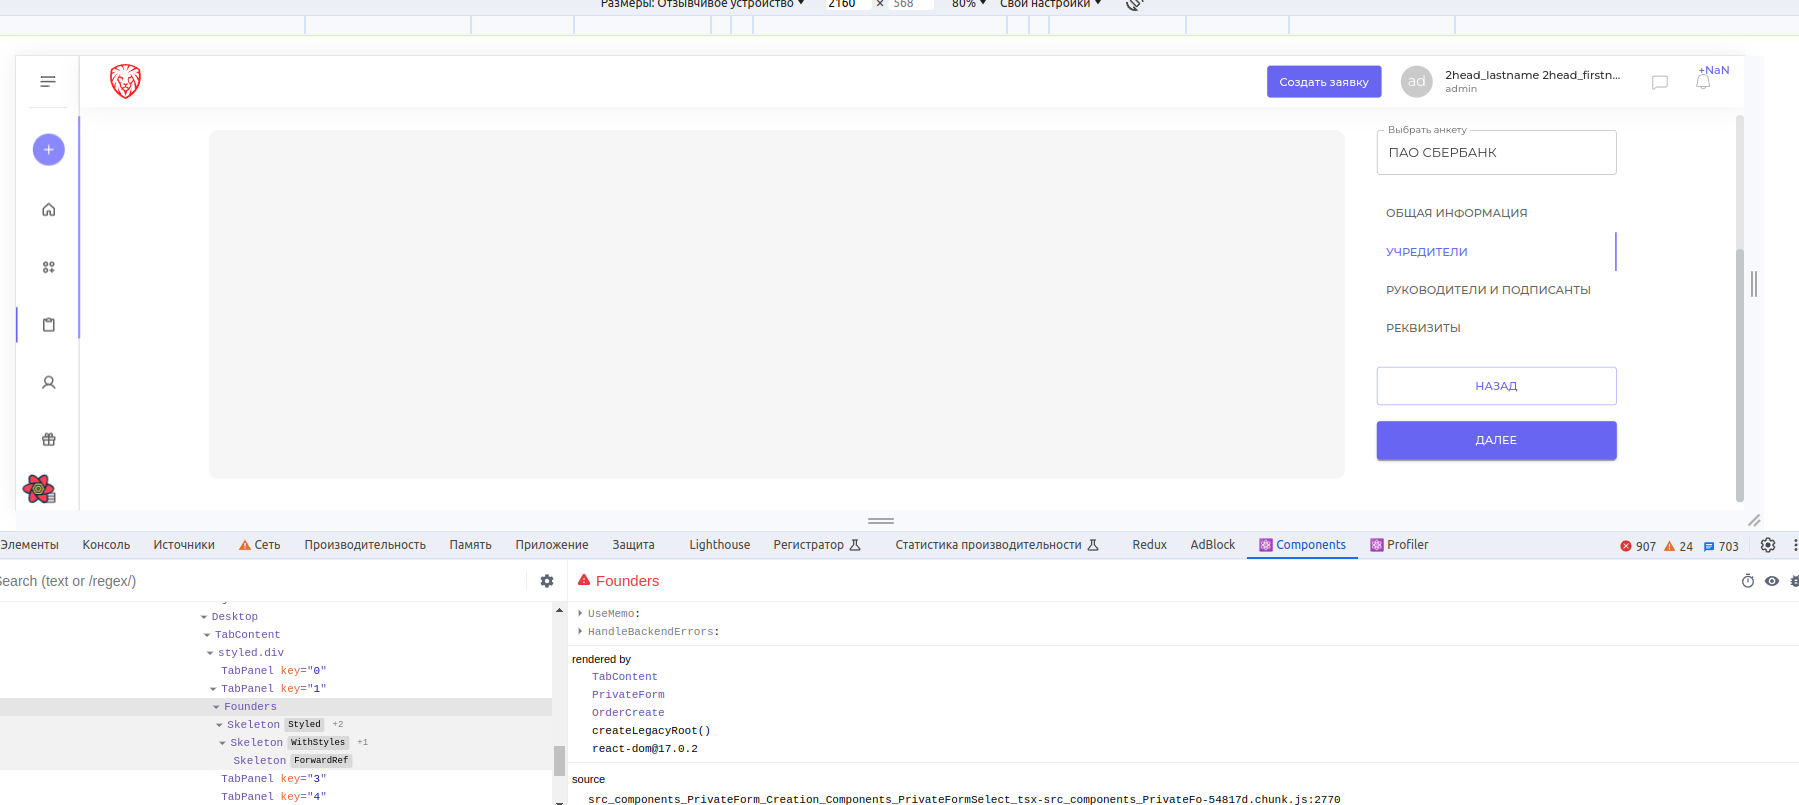 Размеры: Отзывчивое устройство 2160 × 568 80% Свои настройки
Создать заявку
ad
2head_lastname 2head_firstn...
admin
+NaN
Выбрать анкету
ПАО СБЕРБАНК
ОБЩАЯ ИНФОРМАЦИЯ
УЧРЕДИТЕЛИ
РУКОВОДИТЕЛИ И ПОДПИСАНТЫ
РЕКВИЗИТЫ
НАЗАД
ДАЛЕЕ
Элементы Консоль Источники Сеть Производительность Память Приложение Защита Lighthouse Регистратор Статистика производительности Redux AdBlock Components Profiler 907 24 703
Search (text or /regex/)
Desktop
TabContent
styled.div
TabPanel key="0"
TabPanel key="1"
Founders
Skeleton Styled +2
Skeleton WithStyles +1
Skeleton ForwardRef
TabPanel key="3"
TabPanel key="4"
Founders
UseMemo:
HandleBackendErrors:
rendered by
TabContent
PrivateForm
OrderCreate
createLegacyRoot()
react-dom@17.0.2
source
src_components_PrivateForm_Creation_Components_PrivateFormSelect_tsx-src_components_PrivateFo-54817d.chunk.js:2770